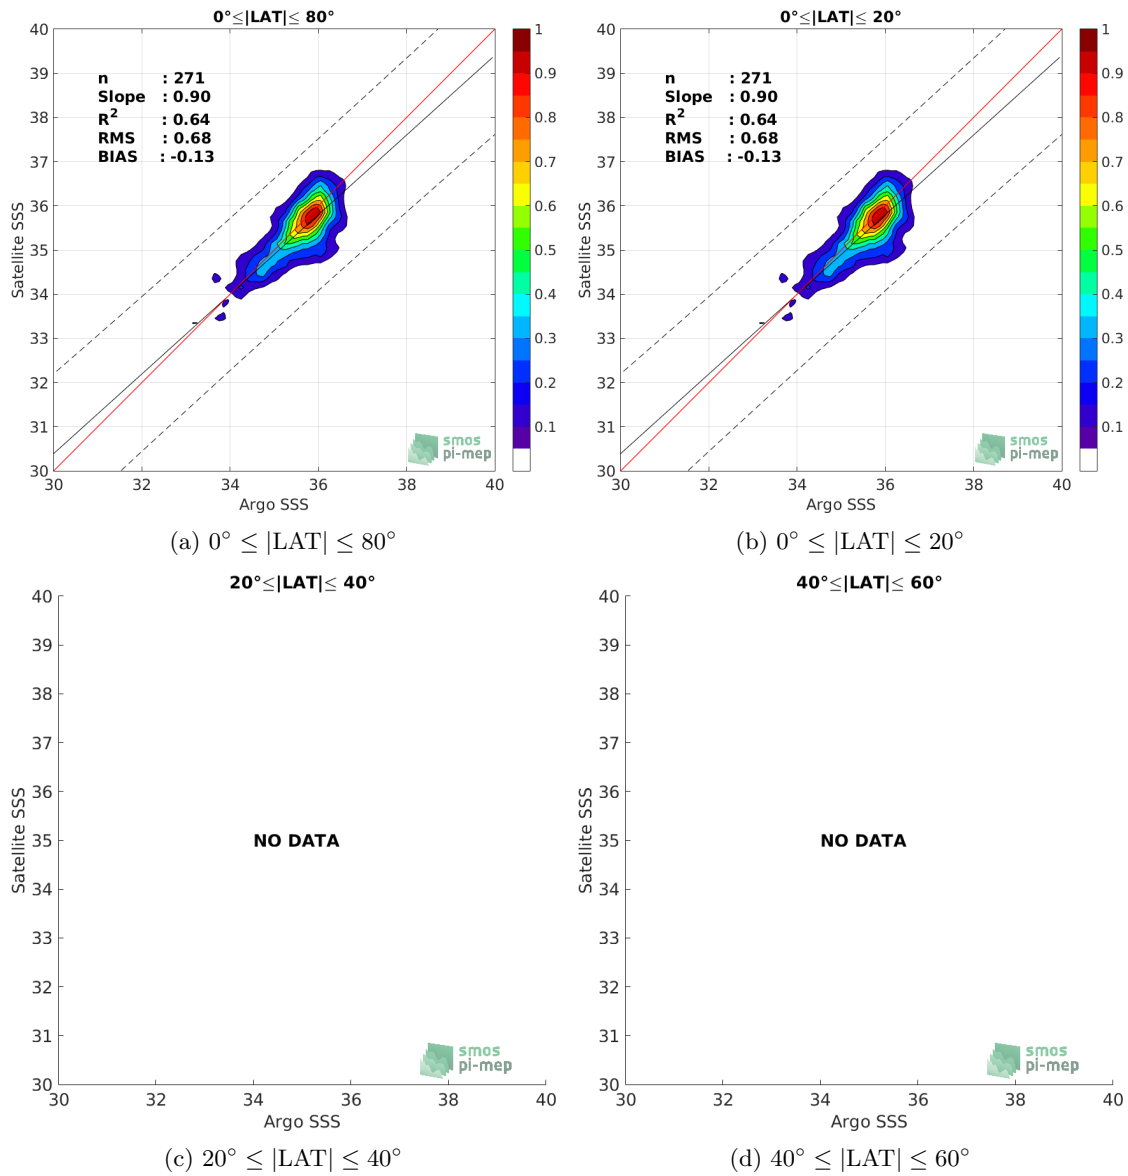 0°≤|LAT|≤ 80°
40
39
38
37
36
35
34
33
32
31
30
Satellite SSS
n : 271
Slope : 0.90
R2 : 0.64
RMS : 0.68
BIAS : -0.13
smos
pi-mep
30 32 34 36 38 40
Argo SSS
1
0.9
0.8
0.7
0.6
0.5
0.4
0.3
0.2
0.1
(a) 0° ≤ |LAT| ≤ 80°
0°≤|LAT|≤ 20°
40
39
38
37
36
35
34
33
32
31
30
Satellite SSS
n : 271
Slope : 0.90
R2 : 0.64
RMS : 0.68
BIAS : -0.13
smos
pi-mep
30 32 34 36 38 40
Argo SSS
1
0.9
0.8
0.7
0.6
0.5
0.4
0.3
0.2
0.1
(b) 0° ≤ |LAT| ≤ 20°
20°≤|LAT|≤ 40°
40
39
38
37
36
35
34
33
32
31
30
Satellite SSS
NO DATA
smos
pi-mep
30 32 34 36 38 40
Argo SSS
(c) 20° ≤ |LAT| ≤ 40°
40°≤|LAT|≤ 60°
40
39
38
37
36
35
34
33
32
31
30
Satellite SSS
NO DATA
smos
pi-mep
30 32 34 36 38 40
Argo SSS
(d) 40° ≤ |LAT| ≤ 60°